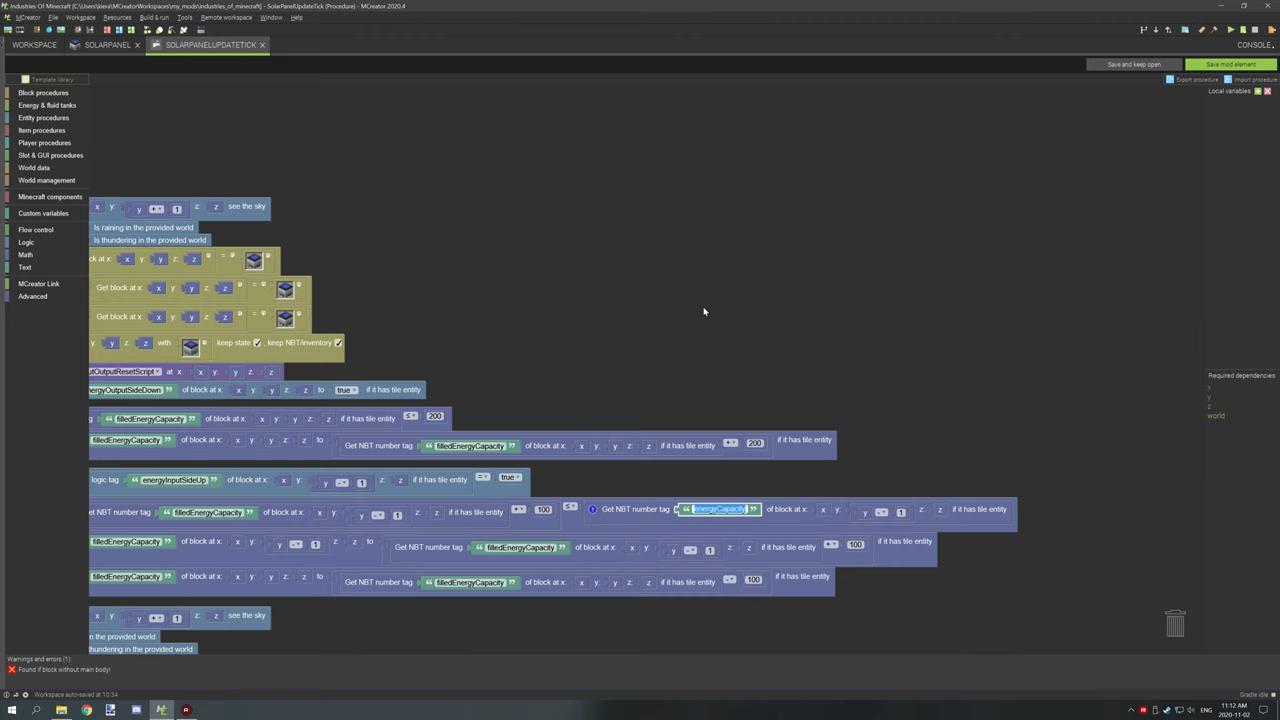 Industries Of Minecraft [C:\Users\kiera\MCreatorWorkspaces\my_mods\industries_of_minecraft] - SolarPanelUpdateTick (Procedure) - MCreator 2020.4
MCreator File Workspace Resources Build & run Tools Remote workspace Window Help
WORKSPACE SOLARPANEL SOLARPANELUPDATETICK CONSOLE
Save and keep open Save mod element
Template library Export procedure Import procedure
Block procedures Local variables
Energy & fluid tanks
Entity procedures
Item procedures
Player procedures
Slot & GUI procedures
World data
World management
Minecraft components
Custom variables
Flow control
Logic
Math
Text
MCreator Link
Advanced
x y: y + 1 z: z see the sky
Is raining in the provided world
Is thundering in the provided world
ck at x: x y: y z: z =
Get block at x: x y: y z: z =
Get block at x: x y: y z: z =
y: y z: z with keep state , keep NBT/inventory
utOutputResetScript at x: x y: y z: z
nergyOutputSideDown ” of block at x: x y: y z: z to true if it has tile entity
g “ filledEnergyCapacity ” of block at x: x y: y z: z if it has tile entity ≤ 200
filledEnergyCapacity ” of block at x: x y: y z: z to Get NBT number tag “ filledEnergyCapacity ” of block at x: x y: y z: z if it has tile entity + 200 if it has tile entity
logic tag “ energyInputSideUp ” of block at x: x y: y - 1 z: z if it has tile entity = true
et NBT number tag “ filledEnergyCapacity ” of block at x: x y: y - 1 z: z if it has tile entity + 100 ≤ Get NBT number tag “ energyCapacity ” of block at x: x y: y - 1 z: z if it has tile entity
filledEnergyCapacity ” of block at x: x y: y - 1 z: z to Get NBT number tag “ filledEnergyCapacity ” of block at x: x y: y - 1 z: z if it has tile entity + 100 if it has tile entity
filledEnergyCapacity ” of block at x: x y: y z: z to Get NBT number tag “ filledEnergyCapacity ” of block at x: x y: y z: z if it has tile entity - 100 if it has tile entity
x y: y + 1 z: z see the sky
n the provided world
hundering in the provided world
Required dependencies
x
y
z
world
Warnings and errors (1):
Found if block without main body!
Workspace auto-saved at 10:34 Gradle idle
ENG 11:12 AM
2020-11-02